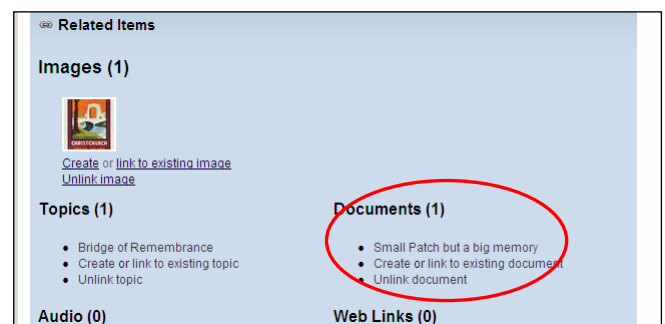 Related Items
Images (1)
CHRISTCHURCH
Create or link to existing image
Unlink image
Topics (1)
Bridge of Remembrance
Create or link to existing topic
Unlink topic
Documents (1)
Small Patch but a big memory
Create or link to existing document
Unlink document
Audio (0)
Web Links (0)